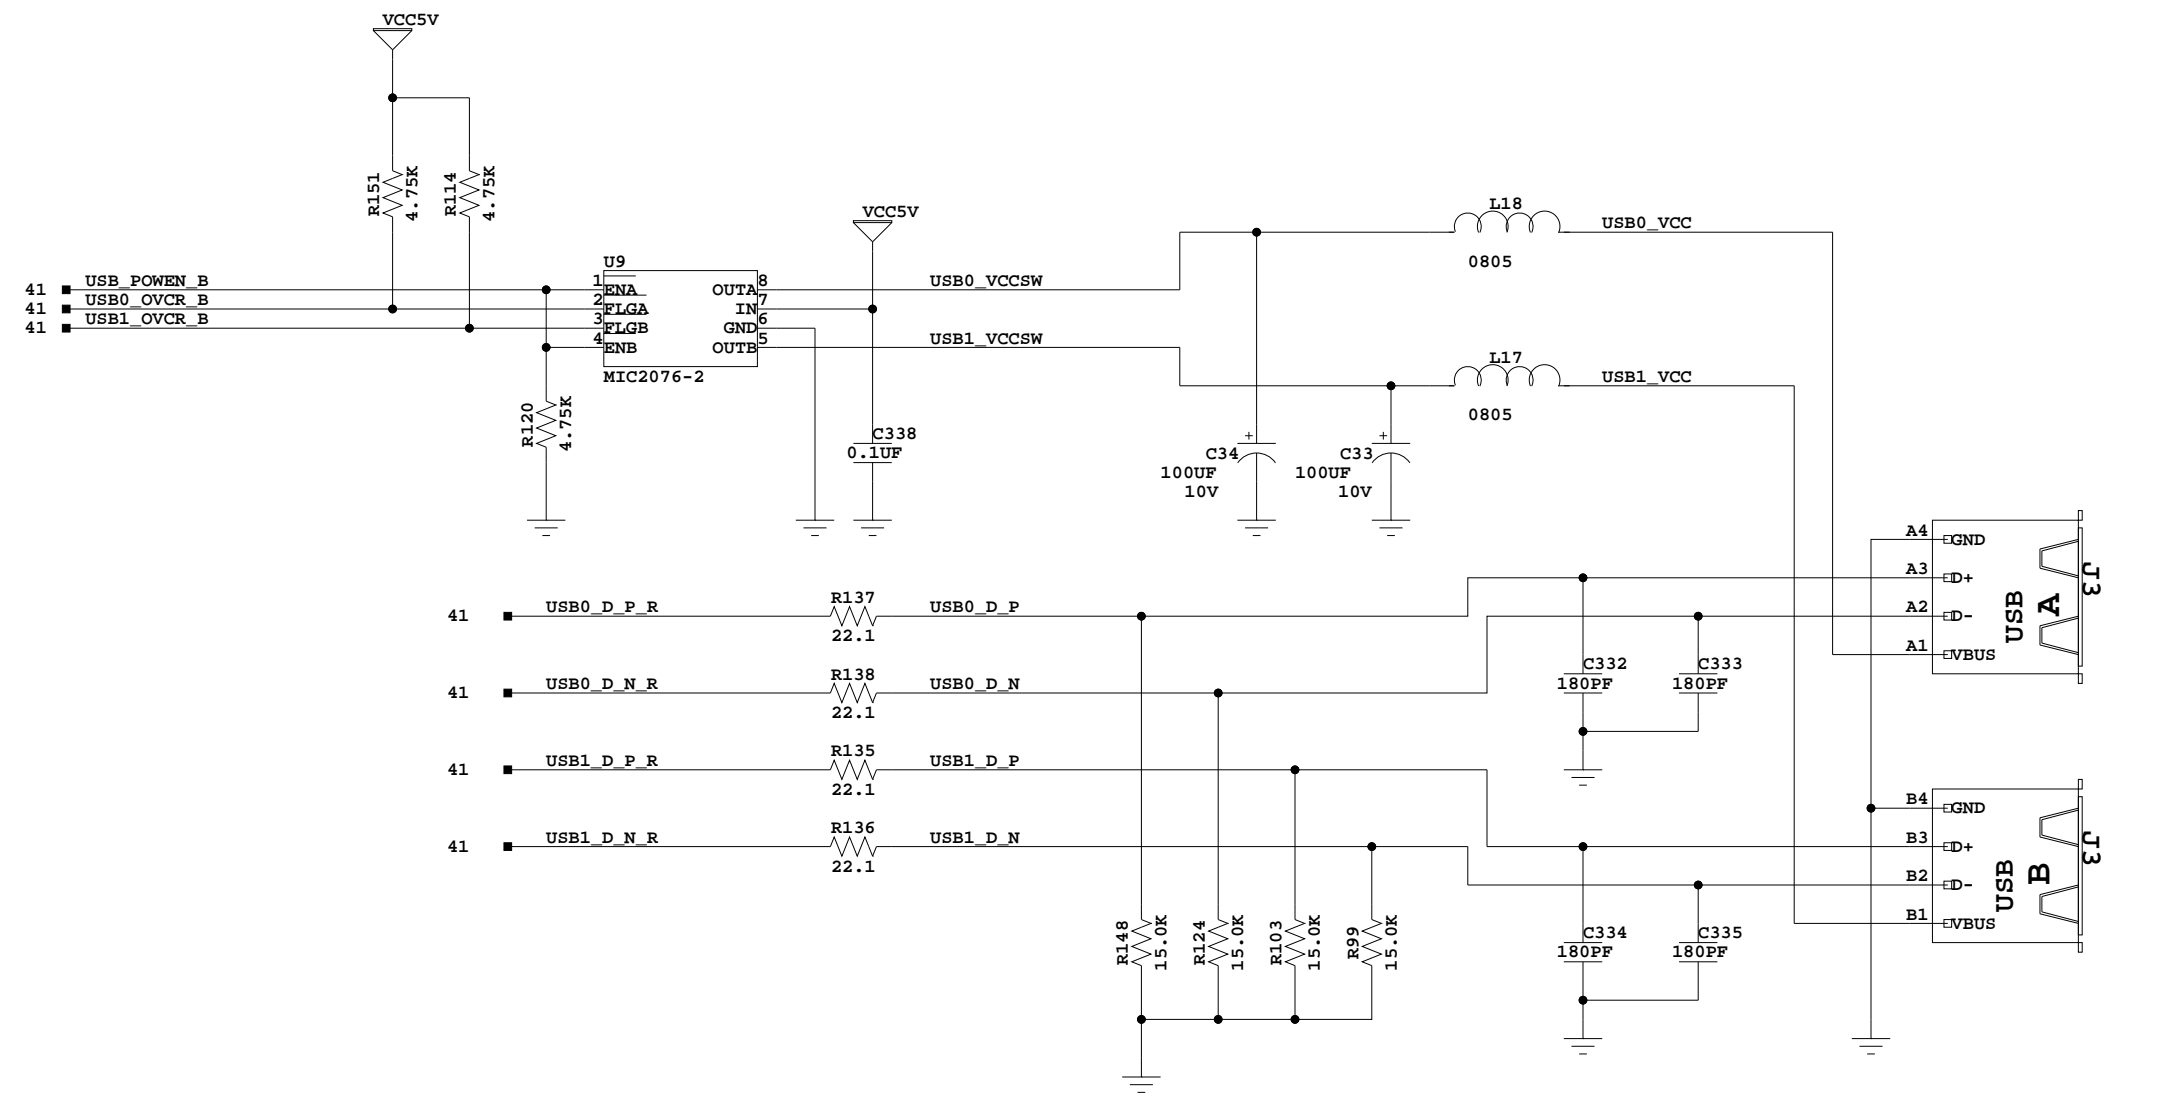 VCC5V
R151
4.75K
R114
4.75K
VCC5V
L18
USB0_VCC
0805
41 USB_POWEN_B
41 USB0_OVCR_B
41 USB1_OVCR_B
U9
1 ENA OUTA 8
2 FLGA IN 7
3 FLGB GND 6
4 ENB OUTB 5
MIC2076-2
USB0_VCCSW
USB1_VCCSW
L17
USB1_VCC
0805
R120
4.75K
C338
0.1UF
+
C34
100UF
10V
+
C33
100UF
10V
41 USB0_D_P_R R137 USB0_D_P
22.1
41 USB0_D_N_R R138 USB0_D_N
22.1
41 USB1_D_P_R R135 USB1_D_P
22.1
41 USB1_D_N_R R136 USB1_D_N
22.1
R148
15.0K
R124
15.0K
R103
15.0K
R99
15.0K
C332
180PF
C333
180PF
C334
180PF
C335
180PF
A4 GND
A3 D+
A2 D-
A1 VBUS
USB
A
J3
B4 GND
B3 D+
B2 D-
B1 VBUS
USB
B
J3